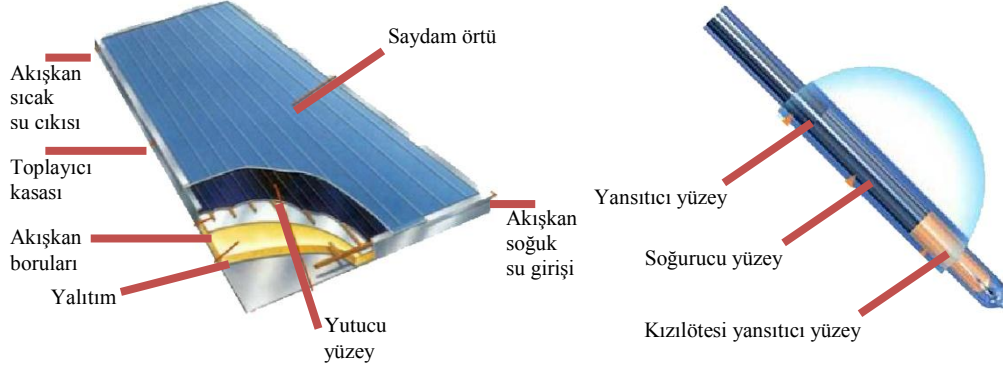 Saydam örtü
Akışkan
sıcak
su cıkısı
Toplayıcı
kasası
Akışkan
boruları
Yalıtım
Yutucu
yüzey
Akışkan
soğuk
su girişi
Yansıtıcı yüzey
Soğurucu yüzey
Kızılötesi yansıtıcı yüzey